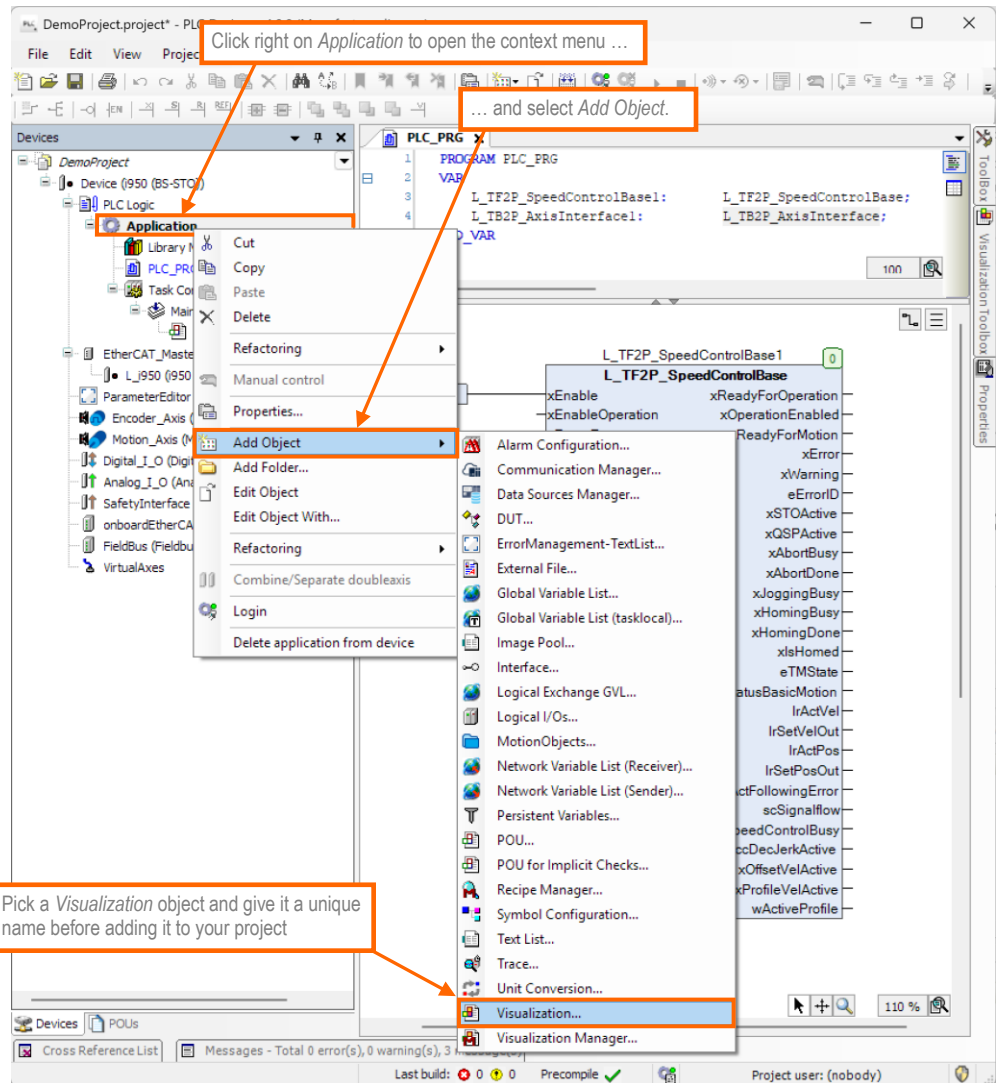 DemoProject.project* - PL
Click right on Application to open the context menu …
File Edit View Projec
… and select Add Object.
Devices
PLC_PRG X
DemoProject
Device (i950 (BS-STO))
PLC Logic
Application
Library M
PLC_PRG
Task Con
Main
EtherCAT_Maste
L_i950 (i950
ParameterEditor
Encoder_Axis (
Motion_Axis (M
Digital_I_O (Digit
Analog_I_O (Ana
SafetyInterface
onboardEtherCA
FieldBus (Fieldbu
VirtualAxes
1 PROGRAM PLC_PRG
2 VAR
3 L_TF2P_SpeedControlBase1: L_TF2P_SpeedControlBase;
4 L_TB2P_AxisInterface1: L_TB2P_AxisInterface;
D_VAR
100
ToolBox
Visualization Toolbox
Properties
Cut
Copy
Paste
Delete
Refactoring
Manual control
Properties...
Add Object
Add Folder...
Edit Object
Edit Object With...
Refactoring
Combine/Separate doubleaxis
Login
Delete application from device
L_TF2P_SpeedControlBase1
0
L_TF2P_SpeedControlBase
xEnable xReadyForOperation
xEnableOperation xOperationEnabled
ReadyForMotion
xError
xWarning
eErrorID
xSTOActive
xQSPActive
xAbortBusy
xAbortDone
xJoggingBusy
xHomingBusy
xHomingDone
xIsHomed
eTMState
atusBasicMotion
lrActVel
lrSetVelOut
lrActPos
lrSetPosOut
ctFollowingError
scSignalflow
peedControlBusy
ccDecJerkActive
xOffsetVelActive
xProfileVelActive
wActiveProfile
Alarm Configuration...
Communication Manager...
Data Sources Manager...
DUT...
ErrorManagement-TextList...
External File...
Global Variable List...
Global Variable List (tasklocal)...
Image Pool...
Interface...
Logical Exchange GVL...
Logical I/Os...
MotionObjects...
Network Variable List (Receiver)...
Network Variable List (Sender)...
Persistent Variables...
POU...
POU for Implicit Checks...
Recipe Manager...
Symbol Configuration...
Text List...
Trace...
Unit Conversion...
Visualization...
Visualization Manager...
Pick a Visualization object and give it a unique
name before adding it to your project
110 %
Devices POUs
Cross Reference List Messages - Total 0 error(s), 0 warning(s), 3
Last build: 0 0 Precompile Project user: (nobody)